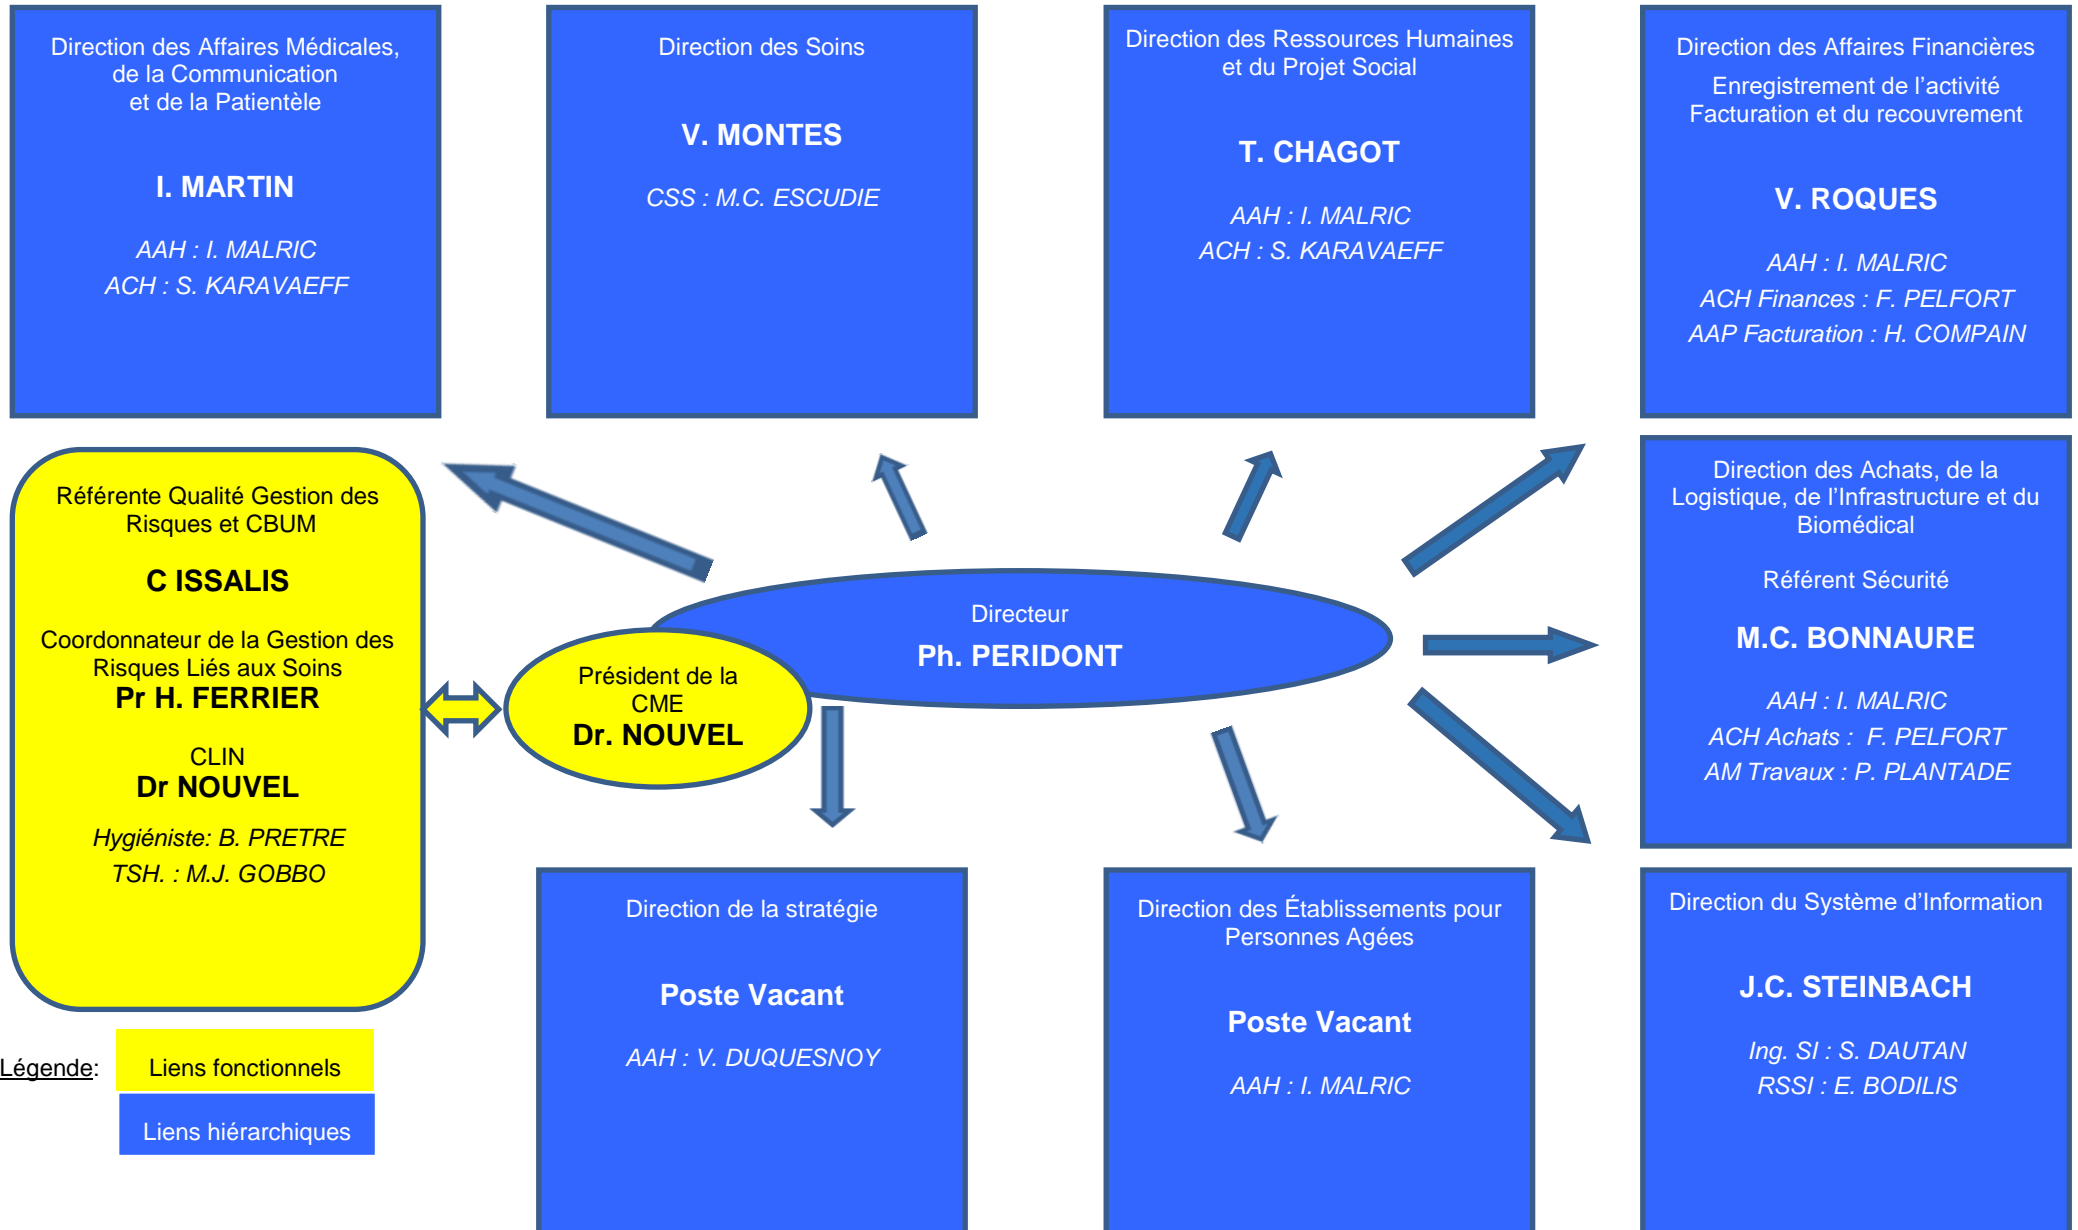 Direction des Affaires Médicales,
de la Communication
et de la Patientèle
I. MARTIN
AAH : I. MALRIC
ACH : S. KARAVAEFF
Direction des Soins
V. MONTES
CSS : M.C. ESCUDIE
Direction des Ressources Humaines
et du Projet Social
T. CHAGOT
AAH : I. MALRIC
ACH : S. KARAVAEFF
Direction des Affaires Financières
Enregistrement de l’activité
Facturation et du recouvrement
V. ROQUES
AAH : I. MALRIC
ACH Finances : F. PELFORT
AAP Facturation : H. COMPAIN
Référente Qualité Gestion des
Risques et CBUM
C ISSALIS
Coordonnateur de la Gestion des
Risques Liés aux Soins
Pr H. FERRIER
CLIN
Dr NOUVEL
Hygiéniste: B. PRETRE
TSH. : M.J. GOBBO
Président de la
CME
Dr. NOUVEL
Directeur
Ph. PERIDONT
Direction des Achats, de la
Logistique, de l’Infrastructure et du
Biomédical
Référent Sécurité
M.C. BONNAURE
AAH : I. MALRIC
ACH Achats :  F. PELFORT
AM Travaux : P. PLANTADE
Direction de la stratégie
Poste Vacant
AAH : V. DUQUESNOY
Direction des Établissements pour
Personnes Agées
Poste Vacant
AAH : I. MALRIC
Direction du Système d’Information
J.C. STEINBACH
Ing. SI : S. DAUTAN
RSSI : E. BODILIS
Légende:
Liens fonctionnels
Liens hiérarchiques